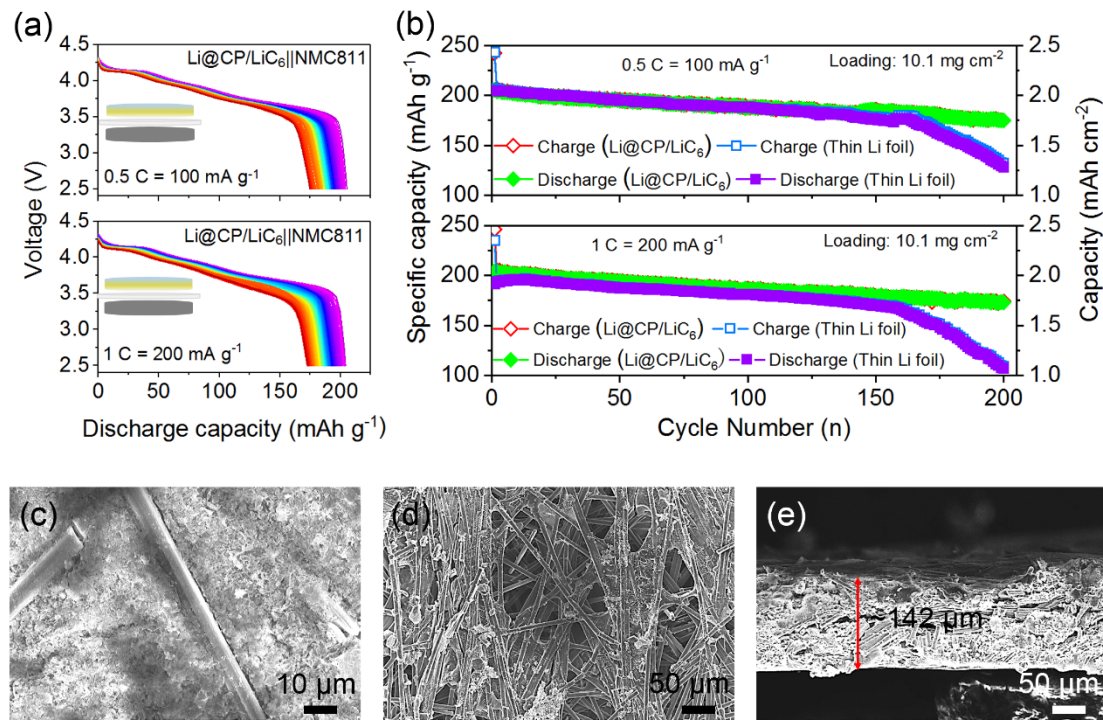 (a)
4.5
4.0
3.5
3.0
2.5
Li@CP/LiC₆||NMC811
0.5 C = 100 mA g⁻¹
0 50 100 150 200
4.5
4.0
3.5
3.0
2.5
Li@CP/LiC₆||NMC811
1 C = 200 mA g⁻¹
0 50 100 150 200
Voltage (V)
Discharge capacity (mAh g⁻¹)
(b)
250
200
150
100
0.5 C = 100 mA g⁻¹
Loading: 10.1 mg cm⁻²
Charge (Li@CP/LiC₆)
Charge (Thin Li foil)
Discharge (Li@CP/LiC₆)
Discharge (Thin Li foil)
2.5
2.0
1.5
1.0
250
200
150
100
1 C = 200 mA g⁻¹
Loading: 10.1 mg cm⁻²
Charge (Li@CP/LiC₆)
Charge (Thin Li foil)
Discharge (Li@CP/LiC₆)
Discharge (Thin Li foil)
2.5
2.0
1.5
1.0
0 50 100 150 200
Specific capacity (mAh g⁻¹)
Capacity (mAh cm⁻²)
Cycle Number (n)
(c)
10 μm
(d)
50 μm
(e)
~142 μm
50 μm